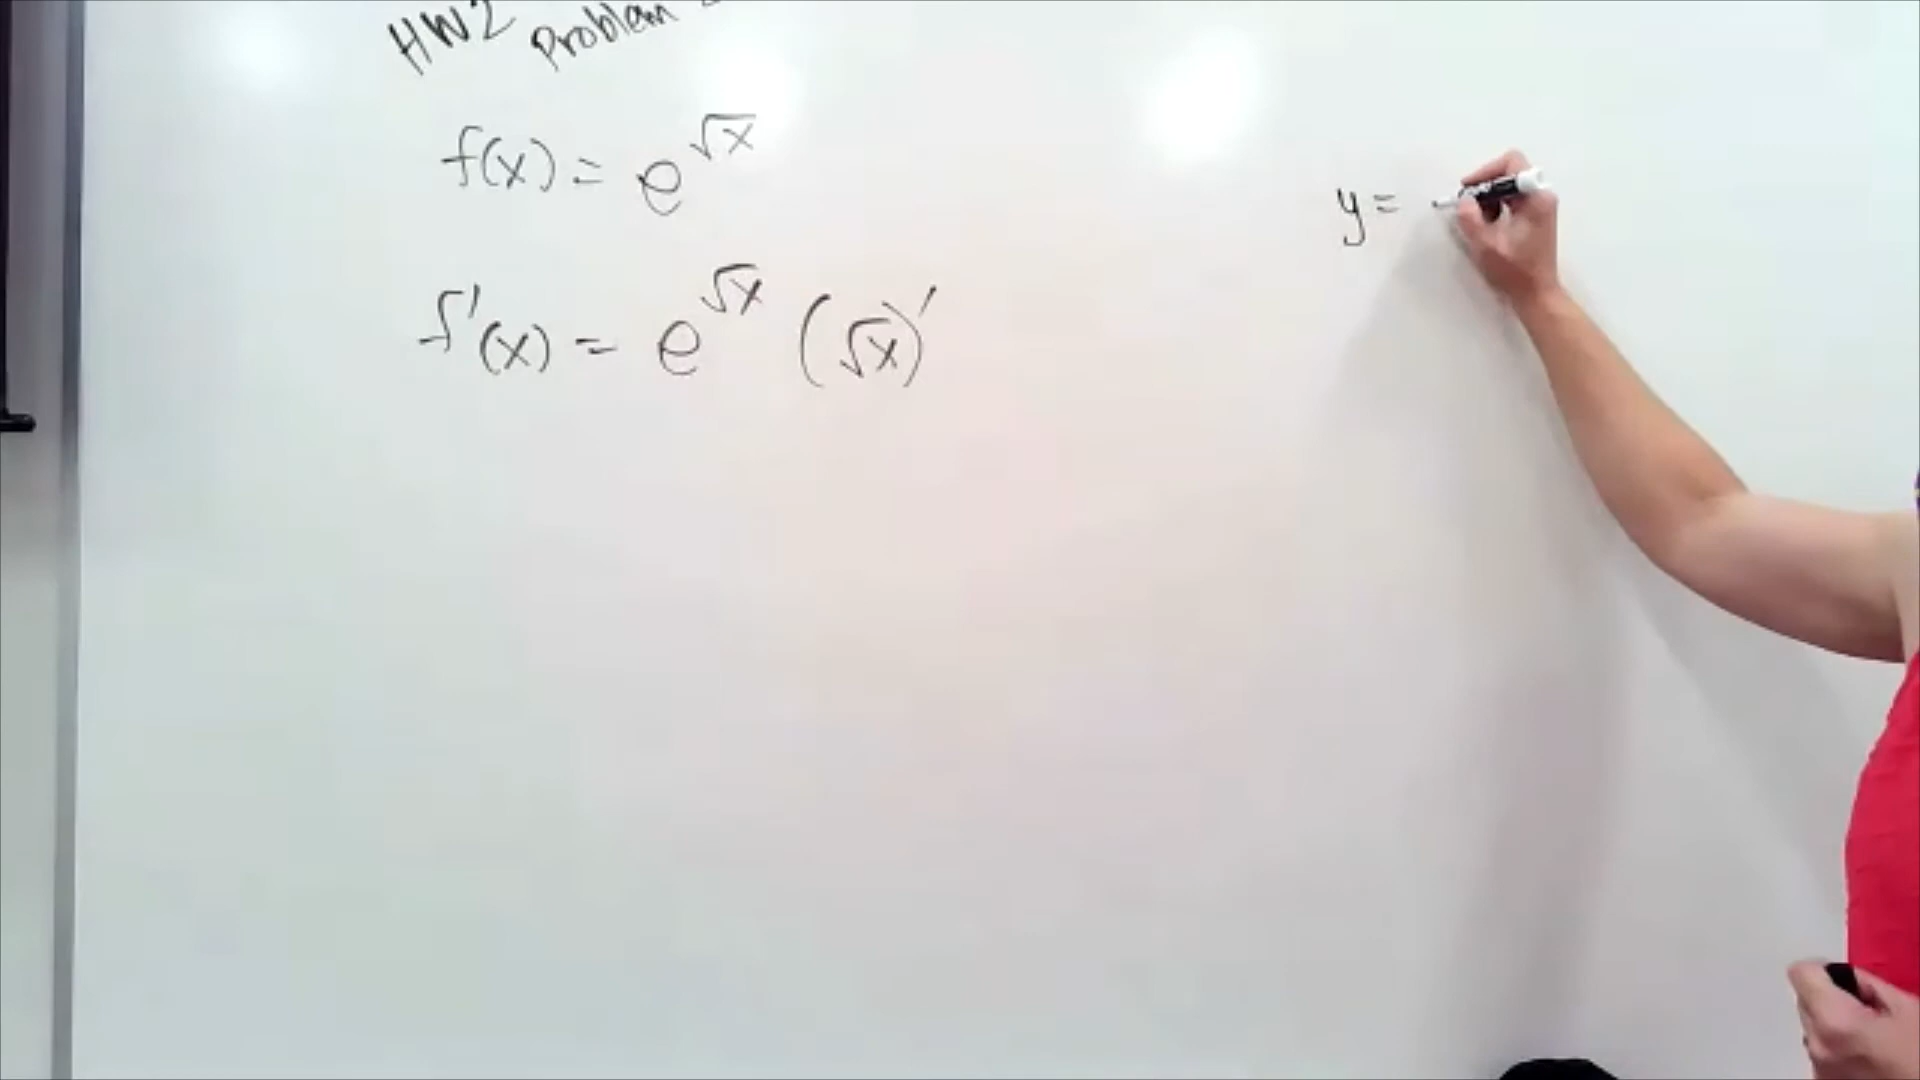 HW2 Problem
f(x) = e^√x
f'(x) = e^√x (√x)'
y =